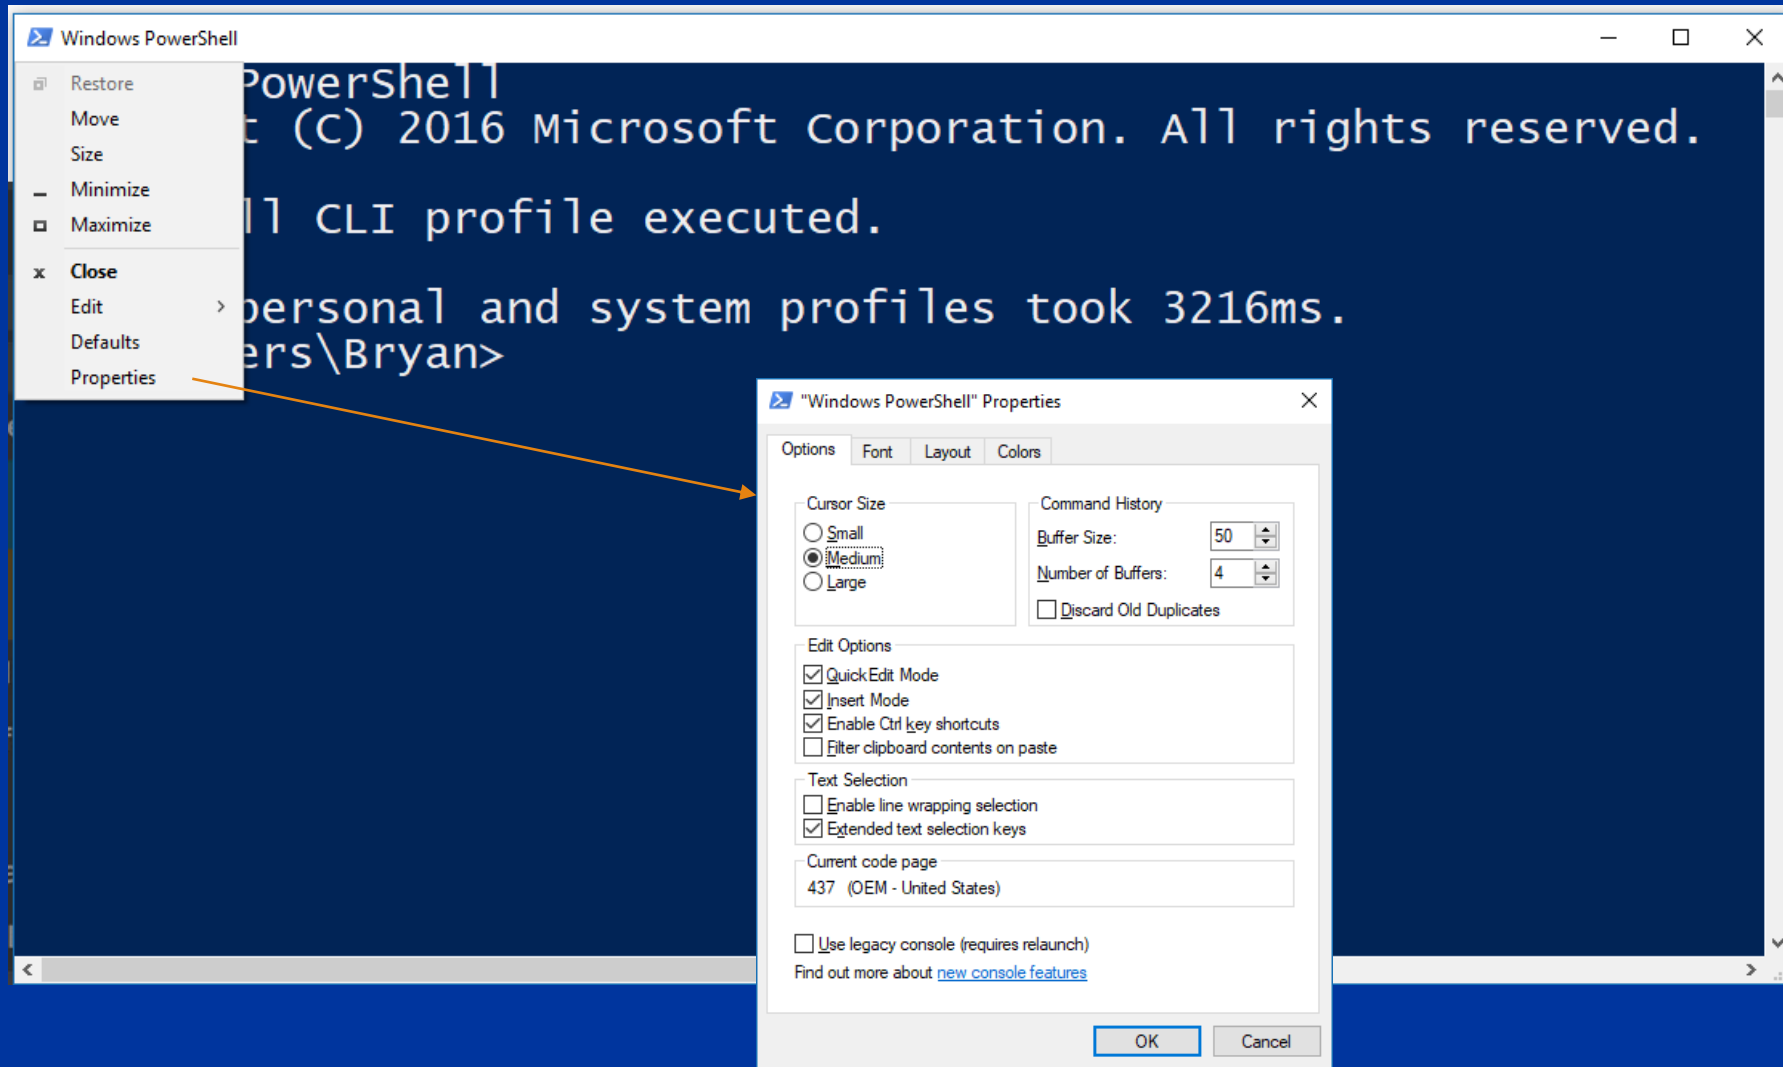 Windows PowerShell
Restore
Move
Size
Minimize
Maximize
Close
Edit
Defaults
Properties
PowerShell
t (C) 2016 Microsoft Corporation. All rights reserved.
ll CLI profile executed.
personal and system profiles took 3216ms.
ers\Bryan>
"Windows PowerShell" Properties
Options Font Layout Colors
Cursor Size
Small
Medium
Large
Command History
Buffer Size: 50
Number of Buffers: 4
Discard Old Duplicates
Edit Options
QuickEdit Mode
Insert Mode
Enable Ctrl key shortcuts
Filter clipboard contents on paste
Text Selection
Enable line wrapping selection
Extended text selection keys
Current code page
437 (OEM - United States)
Use legacy console (requires relaunch)
Find out more about new console features
OK Cancel